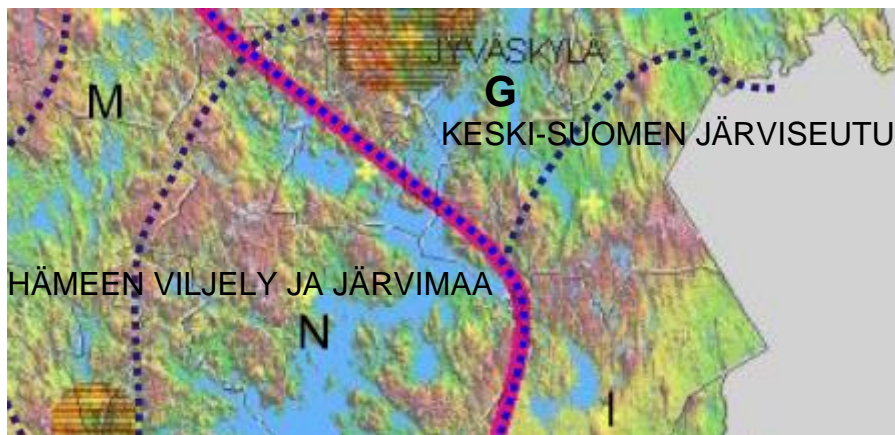 JYVÄSKYLÄ
M
G
KESKI-SUOMEN JÄRVISEUTU
HÄMEEN VILJELY JA JÄRVIMAA
N
I